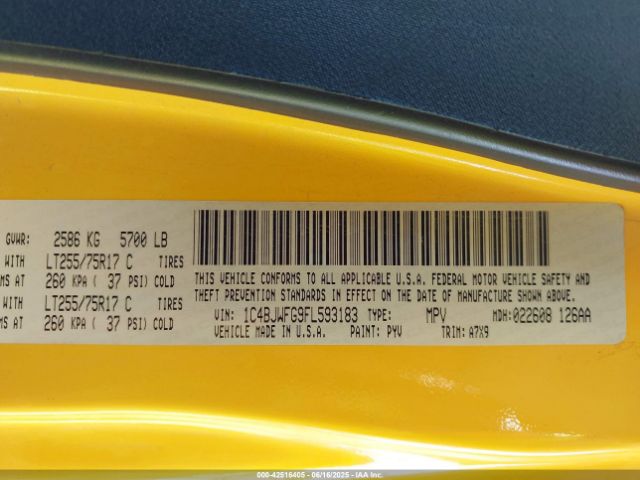 GVWR: 2586 KG 5700 LB
WITH LT255/75R17 C TIRES
MS AT 260 KPA ( 37 PSI) COLD
WITH LT255/75R17 C TIRES
MS AT 260 KPA ( 37 PSI) COLD
THIS VEHICLE CONFORMS TO ALL APPLICABLE U.S.A. FEDERAL MOTOR VEHICLE SAFETY AND
THEFT PREVENTION STANDARDS IN EFFECT ON THE DATE OF MANUFACTURE SHOWN ABOVE.
VIN: 1C4BJWFG9FL593183 TYPE: MPV MDH:022608 126AA
VEHICLE MADE IN U.S.A. PAINT: PYV TRIM: A7X9
000-42516405 - 06/16/2025 - IAA Inc.